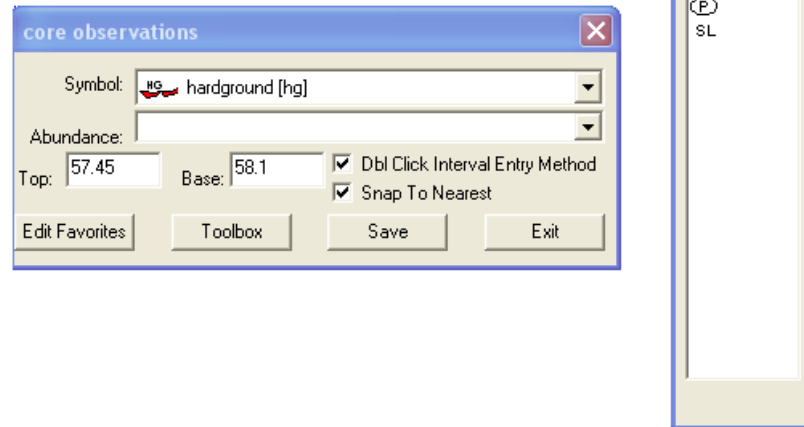 core observations
Symbol: HG hardground [hg]
Abundance:
Top: 57.45 Base: 58.1 Dbl Click Interval Entry Method
Snap To Nearest
Edit Favorites Toolbox Save Exit
(P)
SL